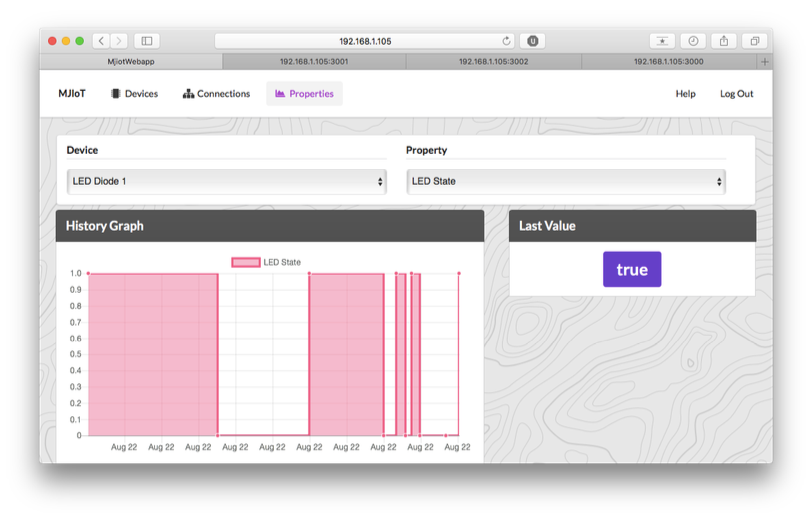 192.168.1.105
MJIotWebapp
192.168.1.105:3001
192.168.1.105:3002
192.168.1.105:3000
MJIoT
Devices
Connections
Properties
Help
Log Out
Device
Property
LED Diode 1
LED State
History Graph
Last Value
LED State
true
1.0
0.9
0.8
0.7
0.6
0.5
0.4
0.3
0.2
0.1
0
Aug 22 Aug 22 Aug 22 Aug 22 Aug 22 Aug 22 Aug 22 Aug 22 Aug 22 Aug 22